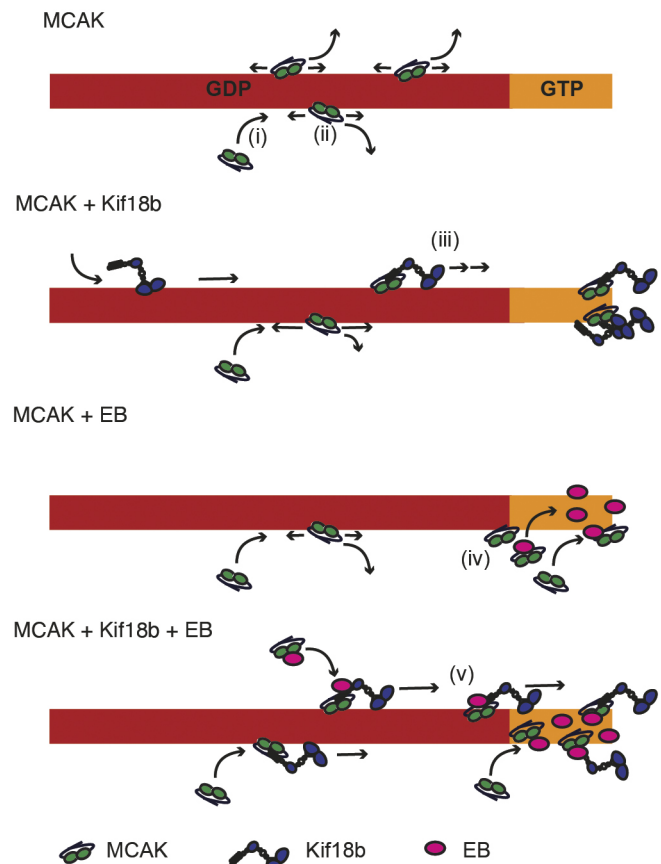 MCAK
GDP GTP
(i) (ii)
MCAK + Kif18b
(iii)
MCAK + EB
(iv)
MCAK + Kif18b + EB
(v)
MCAK Kif18b EB